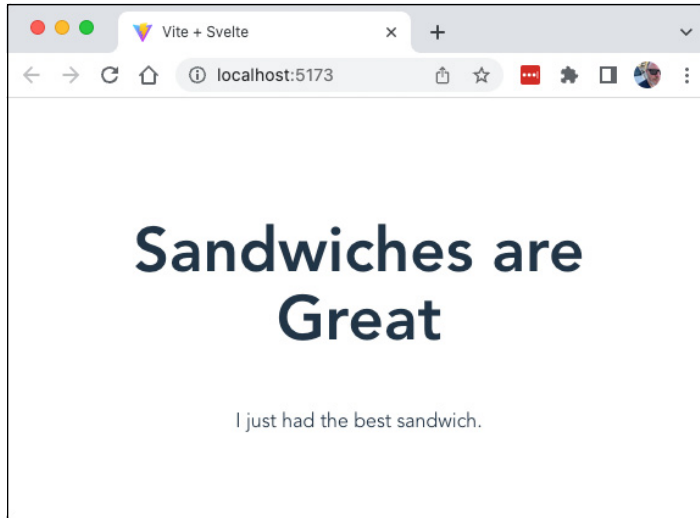 Vite + Svelte
localhost:5173
Sandwiches are
Great
I just had the best sandwich.